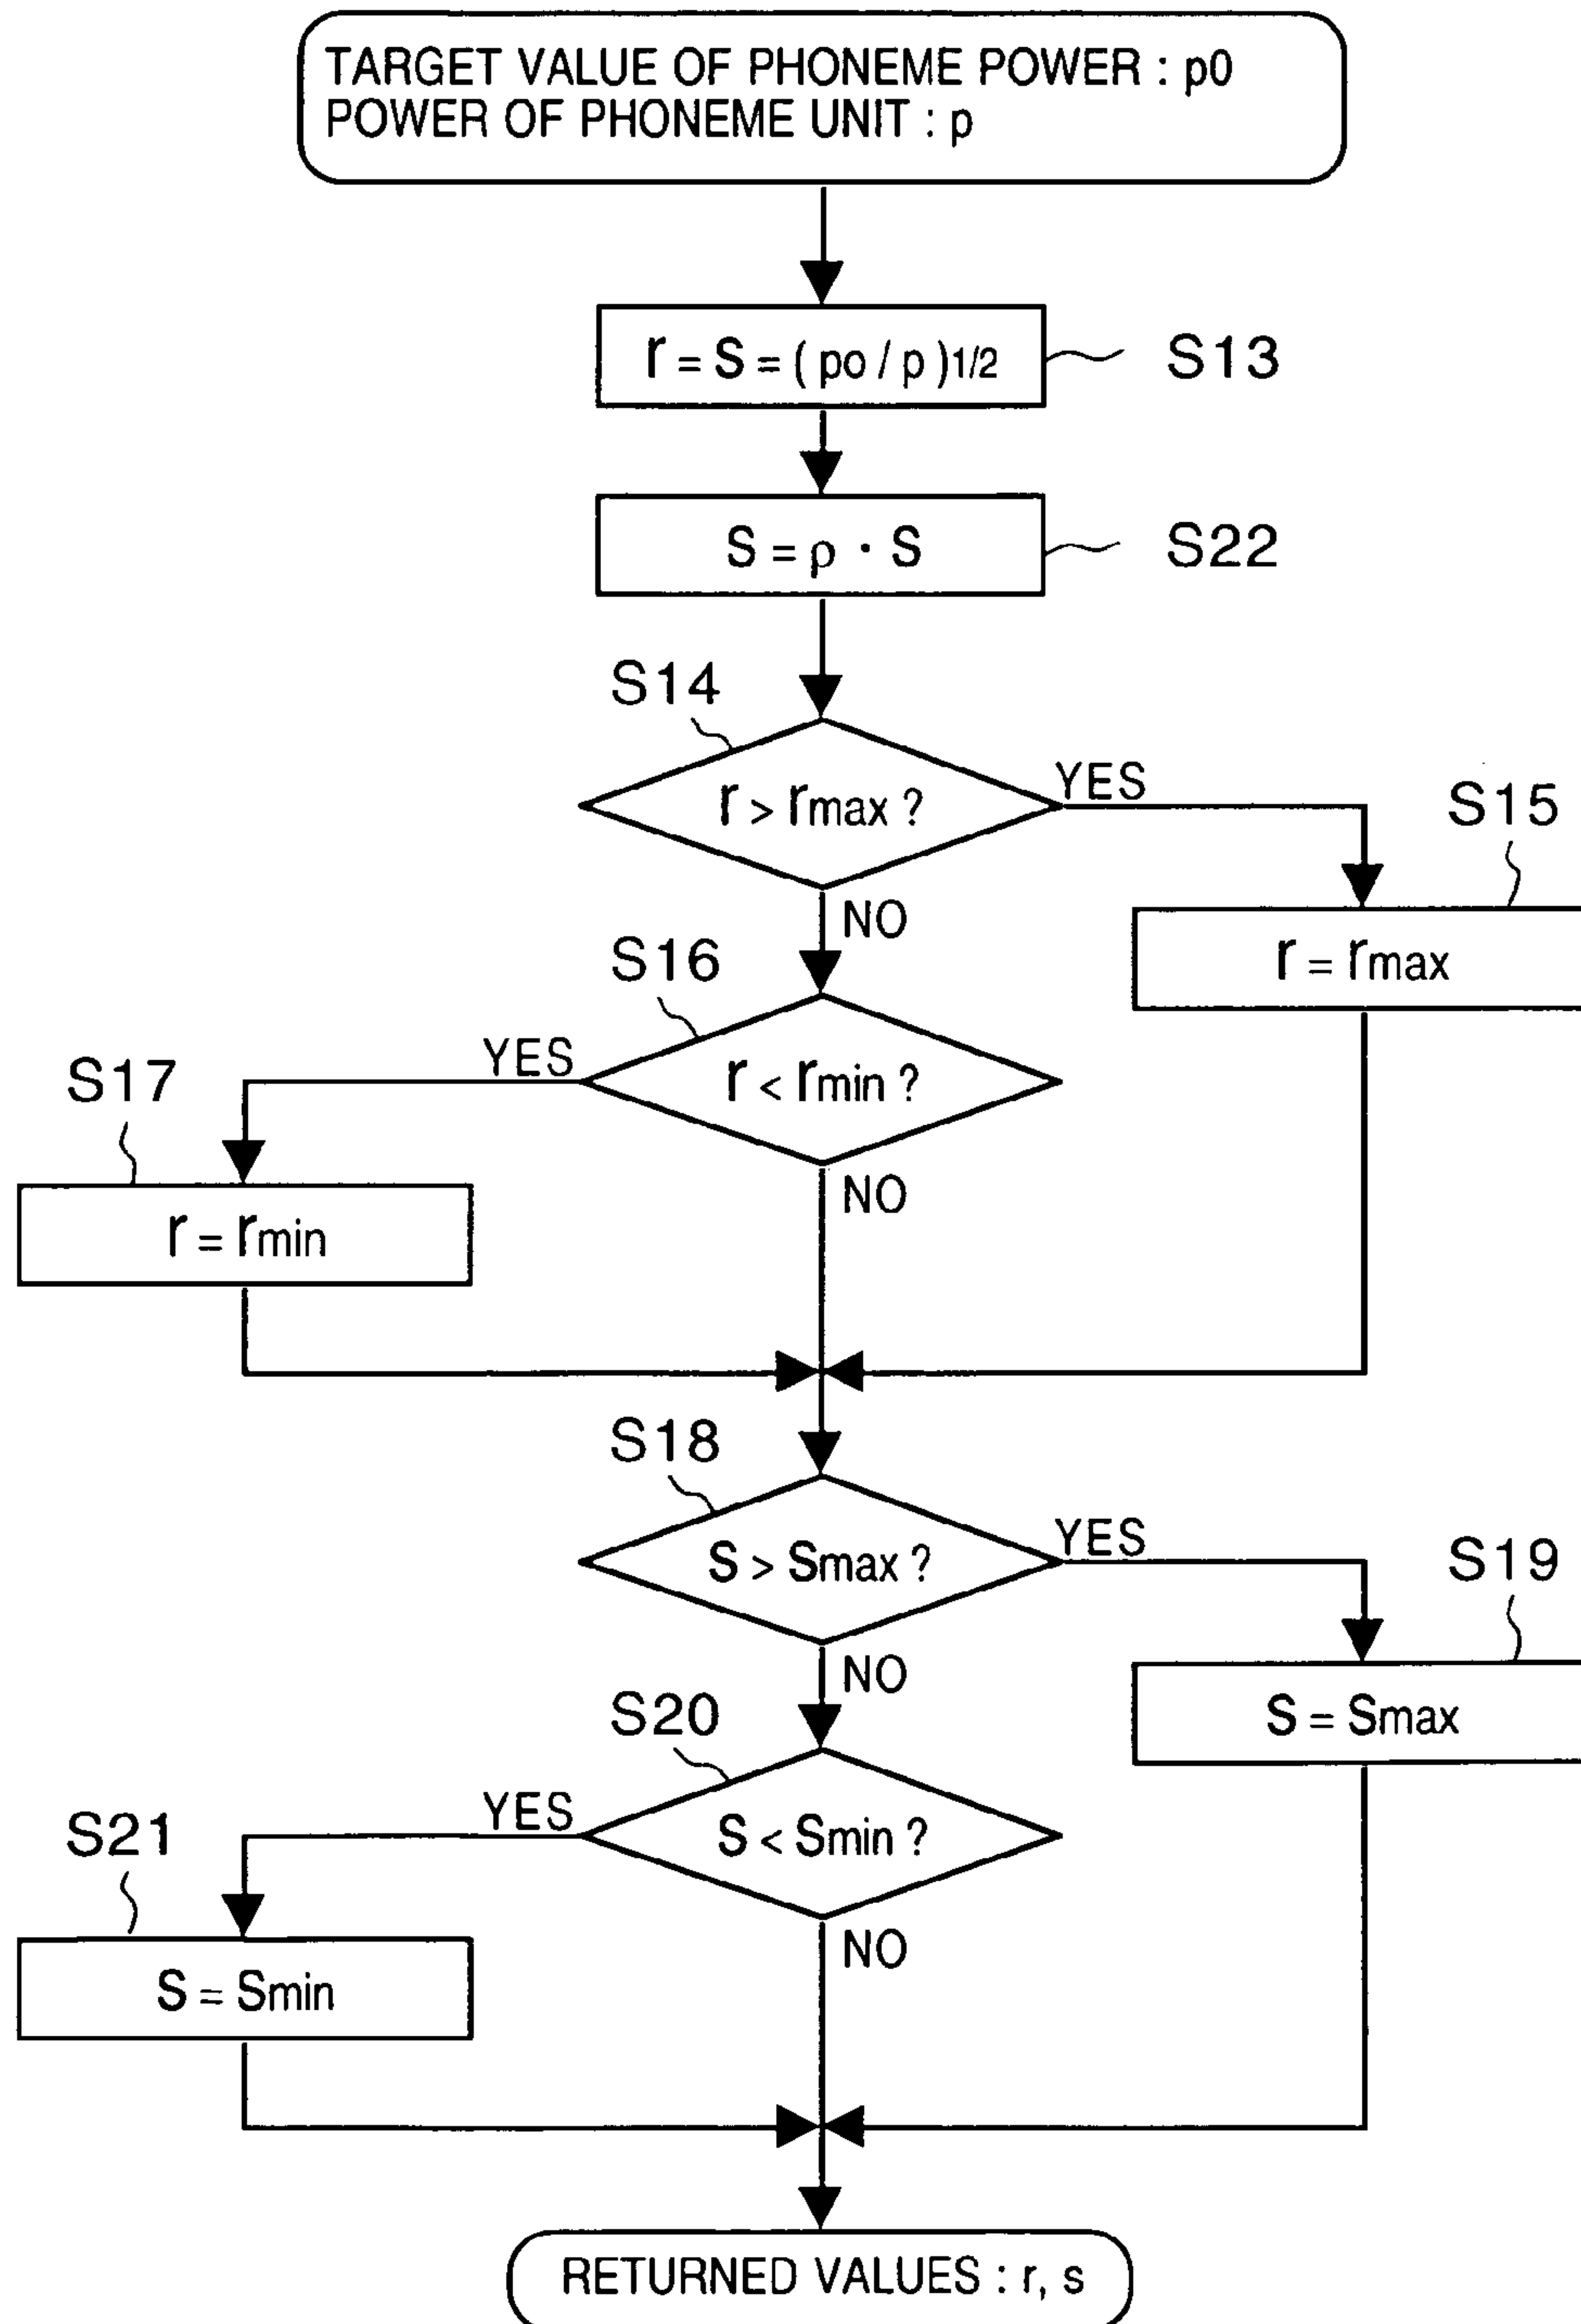 TARGET VALUE OF PHONEME POWER : p0
POWER OF PHONEME UNIT : p
r = s = ( po / p )1/2
S13
s = ρ · s
S22
S14
r > rmax ?
YES
S15
NO
r = rmax
S16
YES
r < rmin ?
S17
NO
r = rmin
S18
s > smax ?
YES
S19
NO
s = smax
S20
YES
s < smin ?
S21
NO
s = smin
RETURNED VALUES : r, s